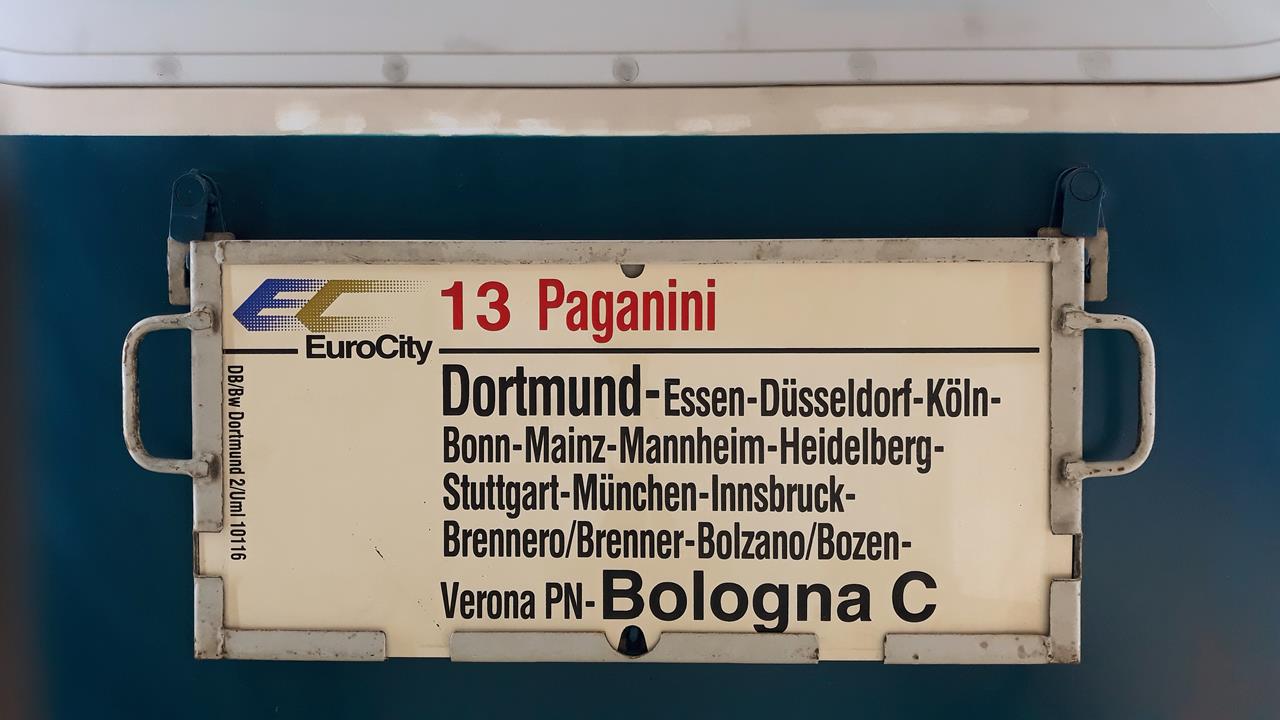 EC
13 Paganini
EuroCity
Dortmund-Essen-Düsseldorf-Köln-
Bonn-Mainz-Mannheim-Heidelberg-
Stuttgart-München-Innsbruck-
Brennero/Brenner-Bolzano/Bozen-
Verona PN-Bologna C
DB/Bw Dortmund 2/Uml 10116